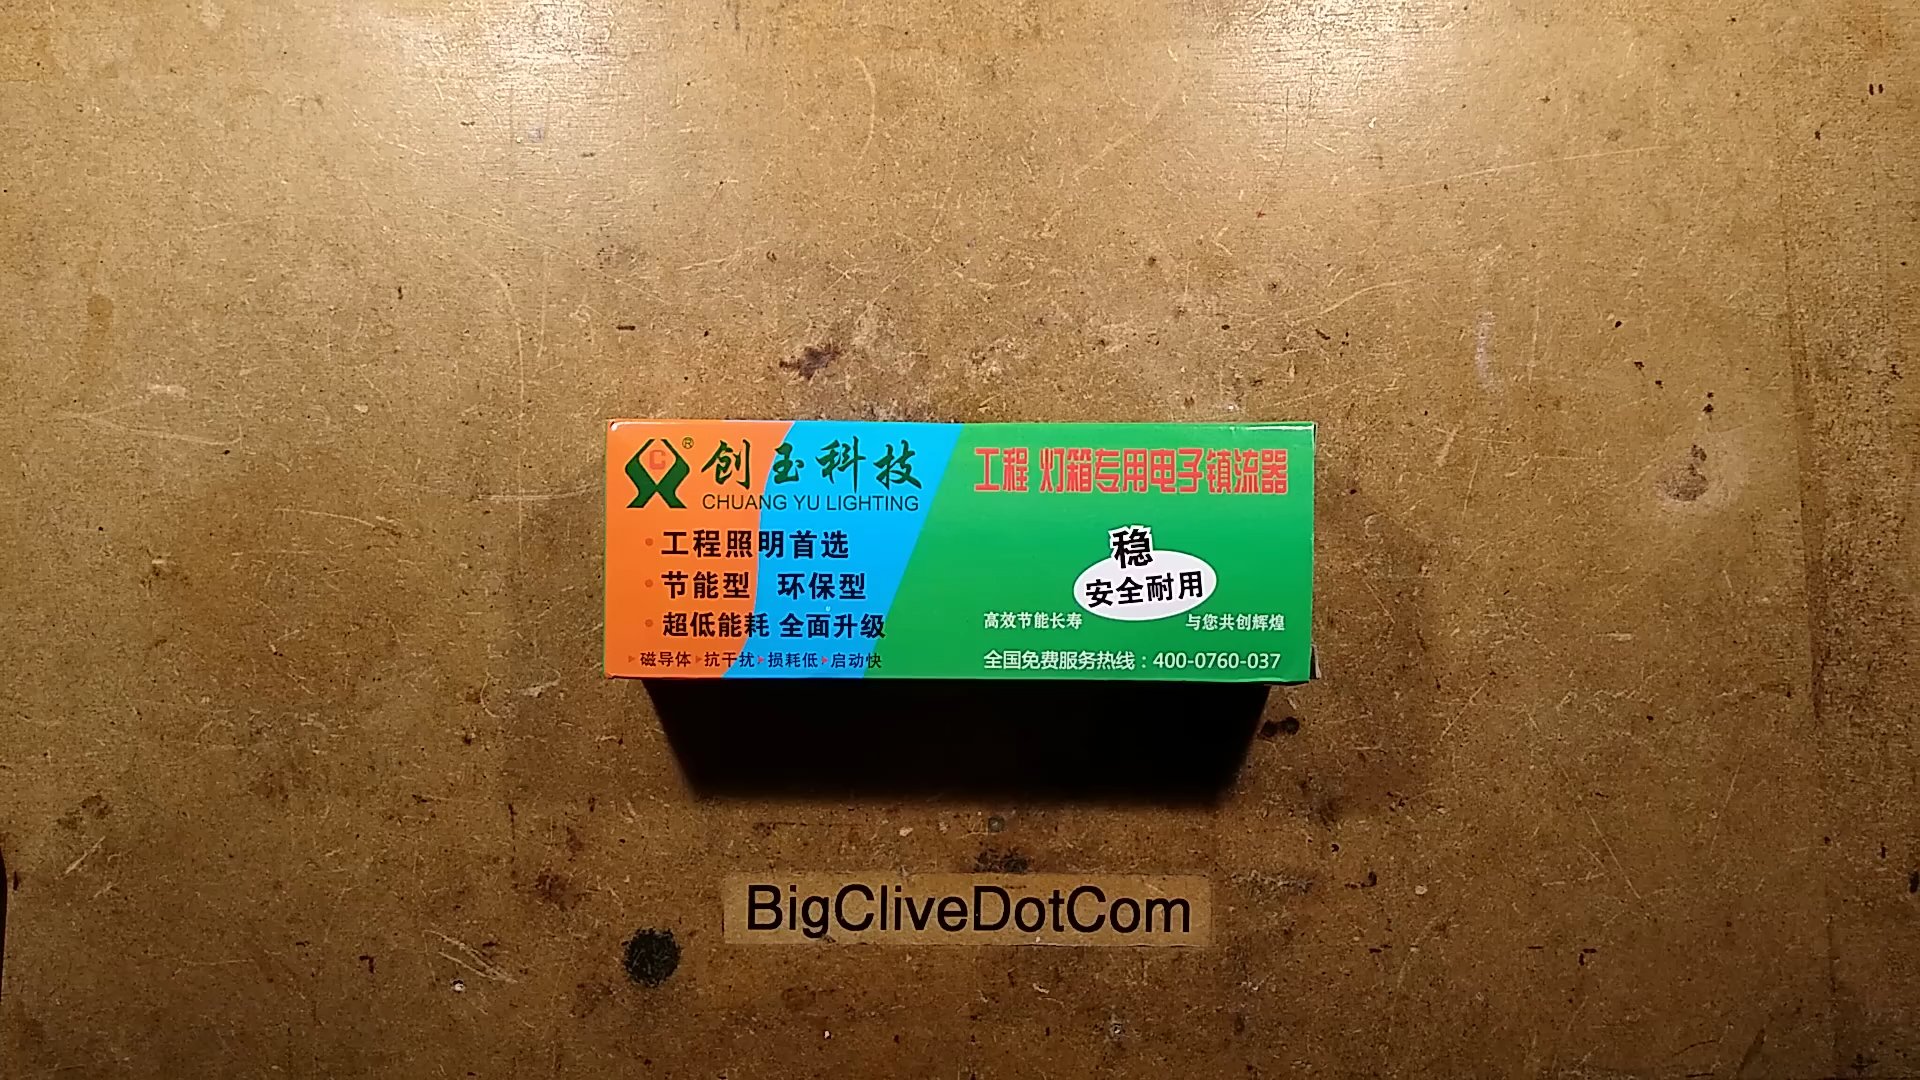 C ® 创玉科技
CHUANG YU LIGHTING
工程照明首选
节能型 环保型
超低能耗 全面升级
磁导体 抗干扰 损耗低 启动快
工程 灯箱专用电子镇流器
稳
安全耐用
高效节能长寿 与您共创辉煌
全国免费服务热线：400-0760-037
BigCliveDotCom